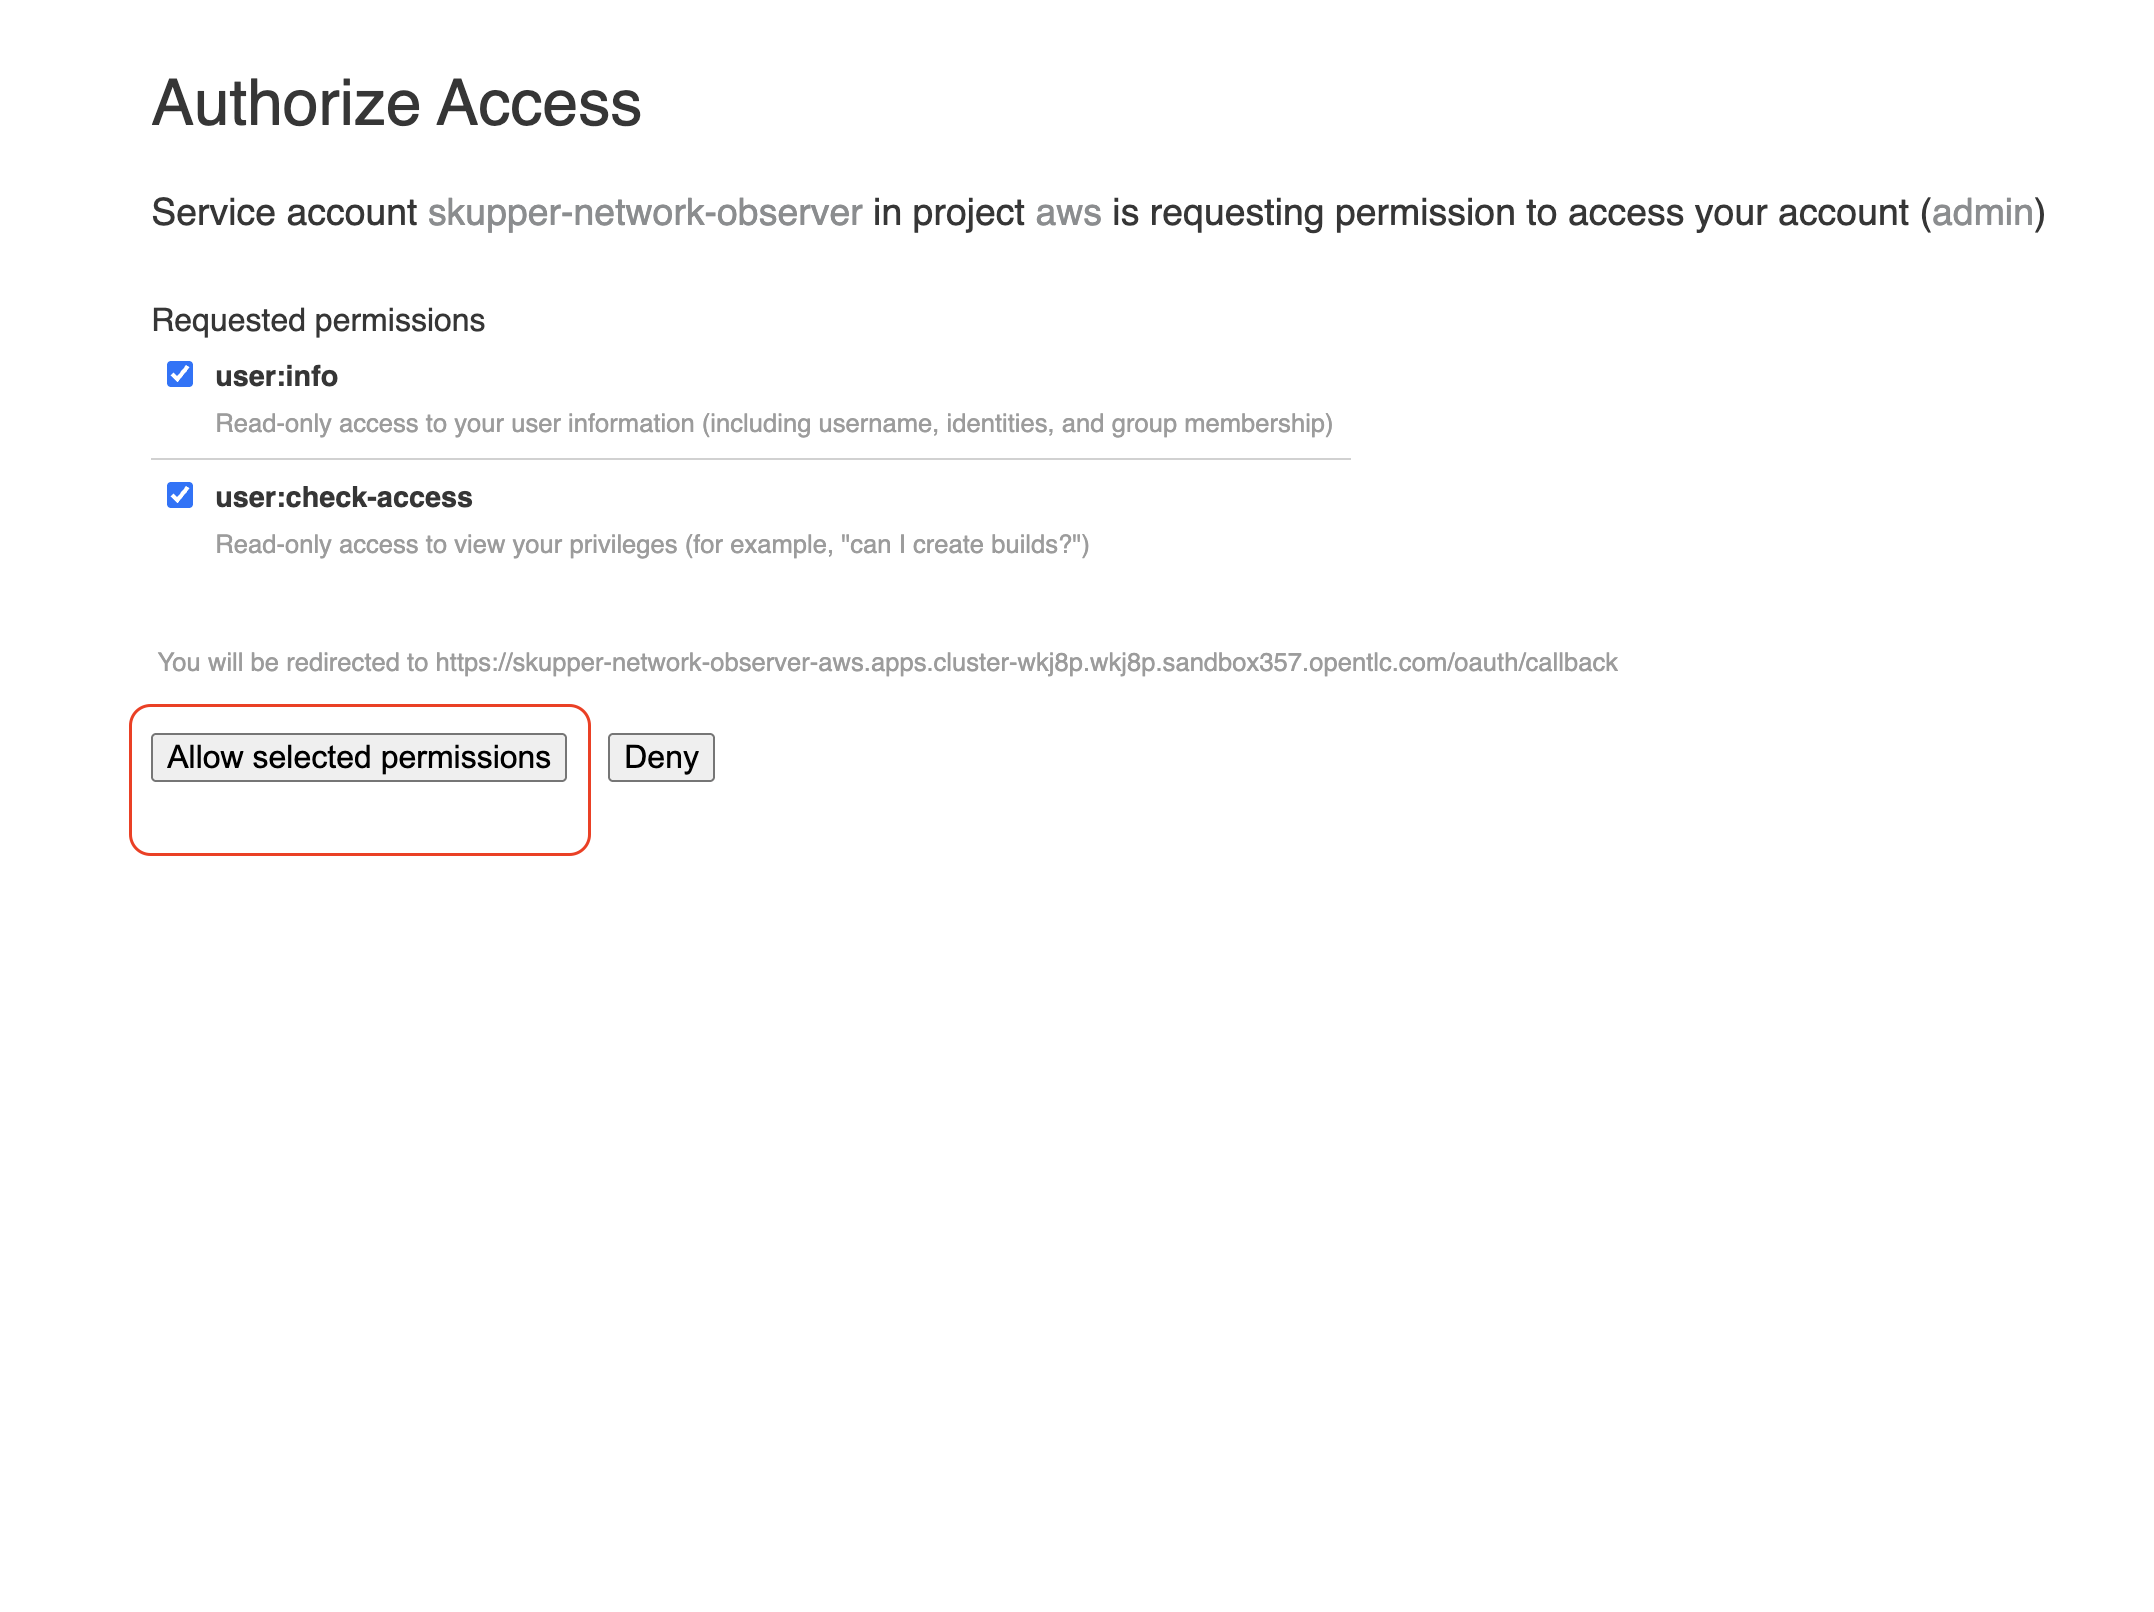 Authorize Access
Service account skupper-network-observer in project aws is requesting permission to access your account (admin)
Requested permissions
user:info
Read-only access to your user information (including username, identities, and group membership)
user:check-access
Read-only access to view your privileges (for example, "can I create builds?")
You will be redirected to https://skupper-network-observer-aws.apps.cluster-wkj8p.wkj8p.sandbox357.opentlc.com/oauth/callback
Allow selected permissions Deny